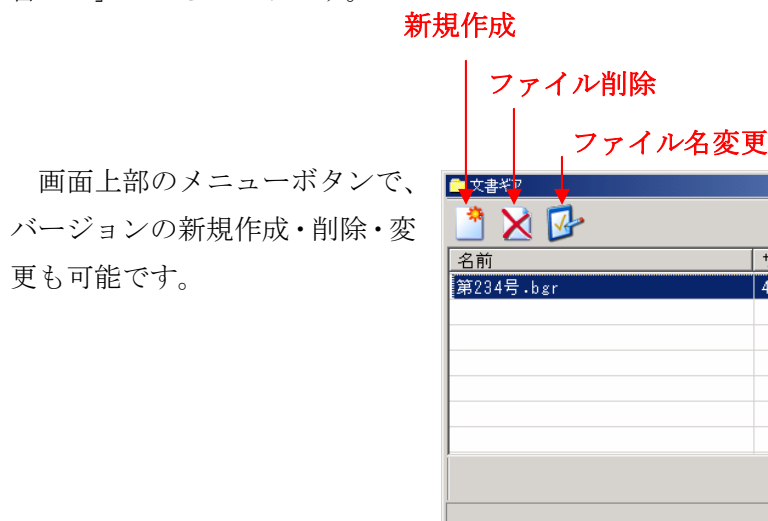 新規作成
ファイル削除
ファイル名変更
画面上部のメニューボタンで、
バージョンの新規作成・削除・変
更も可能です。
文書ギア
名前
第234号.bgr
4